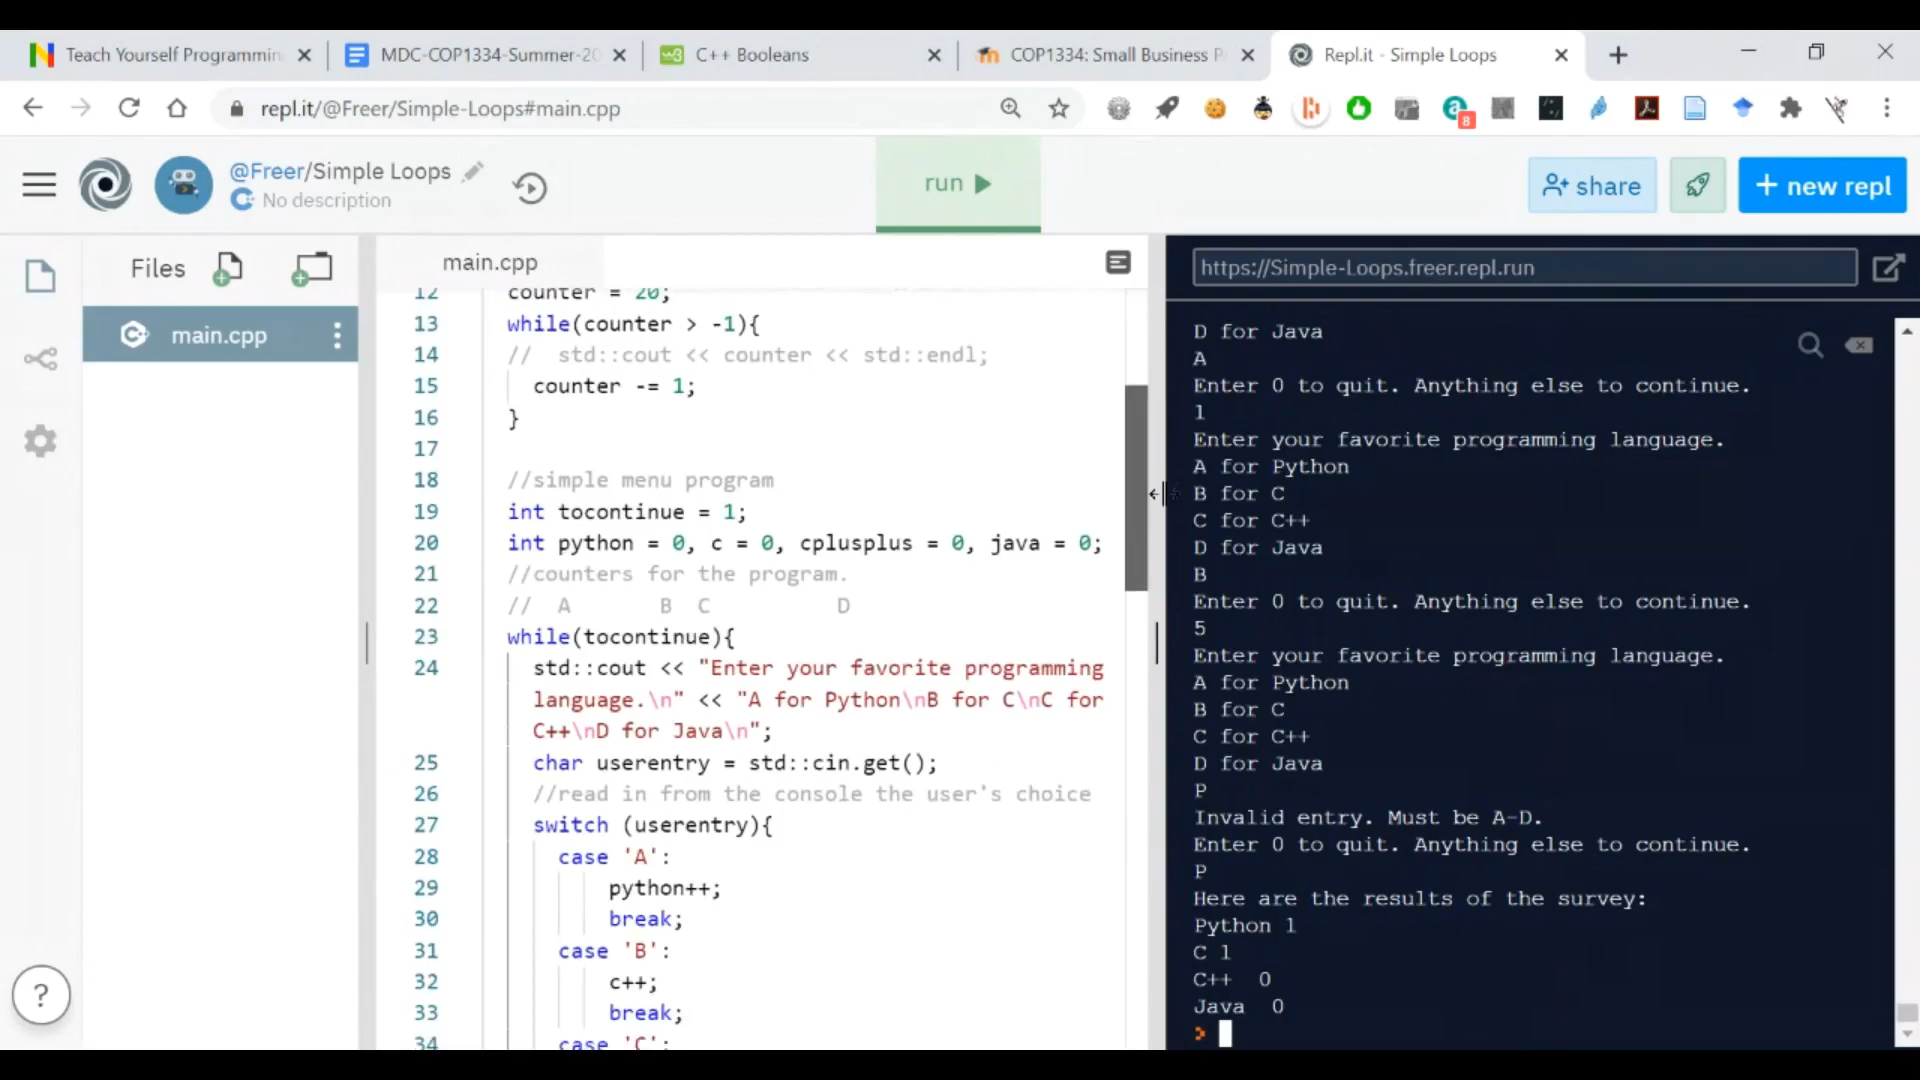 Teach Yourself Programmin
MDC-COP1334-Summer-20
C++ Booleans
COP1334: Small Business P
Repl.it - Simple Loops
repl.it/@Freer/Simple-Loops#main.cpp
8
@Freer/Simple Loops
No description
run
share
+ new repl
Files
main.cpp
main.cpp
https://Simple-Loops.freer.repl.run
12 counter = 20;
13 while(counter > -1){
14 // std::cout << counter << std::endl;
15 counter -= 1;
16 }
17
18 //simple menu program
19 int tocontinue = 1;
20 int python = 0, c = 0, cplusplus = 0, java = 0;
21 //counters for the program.
22 // A B C D
23 while(tocontinue){
24 std::cout << "Enter your favorite programming
language.\n" << "A for Python\nB for C\nC for
C++\nD for Java\n";
25 char userentry = std::cin.get();
26 //read in from the console the user's choice
27 switch (userentry){
28 case 'A':
29 python++;
30 break;
31 case 'B':
32 c++;
33 break;
34 case 'C':
D for Java
A
Enter 0 to quit. Anything else to continue.
1
Enter your favorite programming language.
A for Python
B for C
C for C++
D for Java
B
Enter 0 to quit. Anything else to continue.
5
Enter your favorite programming language.
A for Python
B for C
C for C++
D for Java
P
Invalid entry. Must be A-D.
Enter 0 to quit. Anything else to continue.
P
Here are the results of the survey:
Python 1
C 1
C++ 0
Java 0
>
?